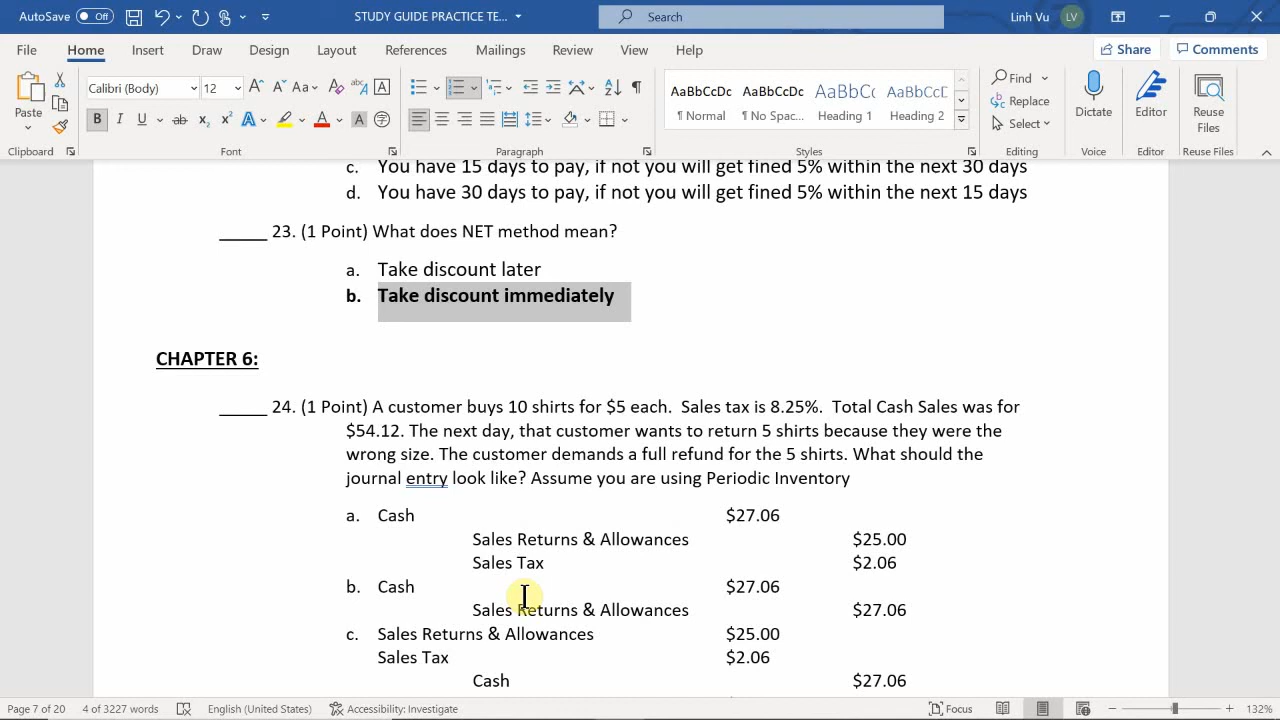 AutoSave Off STUDY GUIDE PRACTICE TE... Search Linh Vu LV
File Home Insert Draw Design Layout References Mailings Review View Help Share Comments
Paste Calibri (Body) 12 Aa AaBbCcDc AaBbCcDc AaBbCc AaBbCcD Find Replace Select Dictate Editor Reuse Files
¶ Normal ¶ No Spac... Heading 1 Heading 2
Clipboard Font Paragraph Styles Editing Voice Editor Reuse Files
c. You have 15 days to pay, if not you will get fined 5% within the next 30 days
d. You have 30 days to pay, if not you will get fined 5% within the next 15 days
_____ 23. (1 Point) What does NET method mean?
a. Take discount later
b. Take discount immediately
CHAPTER 6:
_____ 24. (1 Point) A customer buys 10 shirts for $5 each. Sales tax is 8.25%. Total Cash Sales was for
$54.12. The next day, that customer wants to return 5 shirts because they were the
wrong size. The customer demands a full refund for the 5 shirts. What should the
journal entry look like? Assume you are using Periodic Inventory
a. Cash $27.06
Sales Returns & Allowances $25.00
Sales Tax $2.06
b. Cash $27.06
Sales Returns & Allowances $27.06
c. Sales Returns & Allowances $25.00
Sales Tax $2.06
Cash $27.06
Page 7 of 20 4 of 3227 words English (United States) Accessibility: Investigate Focus 132%